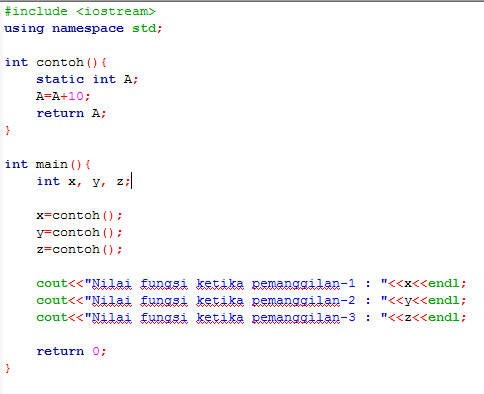 #include <iostream>
using namespace std;
int contoh(){
static int A;
A=A+10;
return A;
}
int main(){
int x, y, z;
x=contoh();
y=contoh();
z=contoh();
cout<<"Nilai fungsi ketika pemanggilan-1 : "<<x<<endl;
cout<<"Nilai fungsi ketika pemanggilan-2 : "<<y<<endl;
cout<<"Nilai fungsi ketika pemanggilan-3 : "<<z<<endl;
return 0;
}